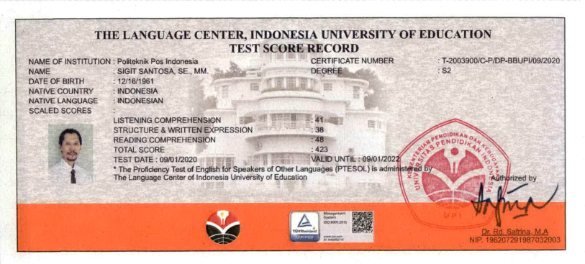 THE LANGUAGE CENTER, INDONESIA UNIVERSITY OF EDUCATION
TEST SCORE RECORD
NAME OF INSTITUTION : Politeknik Pos Indonesia
NAME : SIGIT SANTOSA, SE., MM.
DATE OF BIRTH : 12/16/1961
NATIVE COUNTRY : INDONESIA
NATIVE LANGUAGE : INDONESIAN
SCALED SCORES
CERTIFICATE NUMBER : T-2003900/C-P/DP-BBUPI/09/2020
DEGREE : S2
LISTENING COMPREHENSION : 41
STRUCTURE & WRITTEN EXPRESSION : 38
READING COMPREHENSION : 48
TOTAL SCORE : 423
TEST DATE : 09/01/2020 VALID UNTIL : 09/01/2022
* The Proficiency Test of English for Speakers of Other Languages (PTESOL) is administered by
The Language Center of Indonesia University of Education
UNIVERSITAS PENDIDIKAN INDONESIA
UPI
Authorized by
Dr. Rd. Safrina, M.A
NIP. 196207291987032003
Management
System
TÜVRheinland